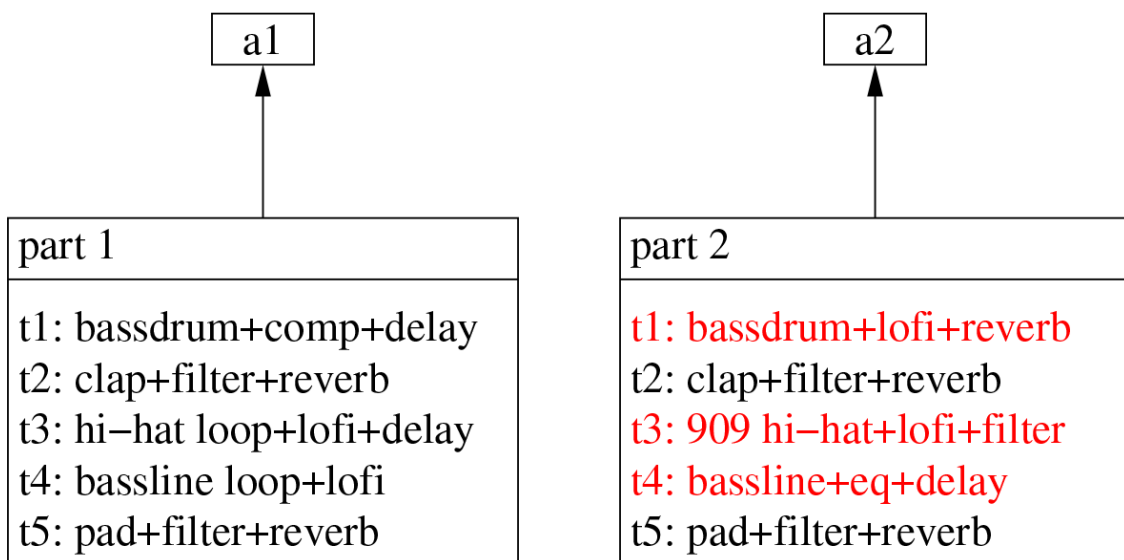 a1
a2
part 1
t1: bassdrum+comp+delay
t2: clap+filter+reverb
t3: hi−hat loop+lofi+delay
t4: bassline loop+lofi
t5: pad+filter+reverb
part 2
t1: bassdrum+lofi+reverb
t2: clap+filter+reverb
t3: 909 hi−hat+lofi+filter
t4: bassline+eq+delay
t5: pad+filter+reverb